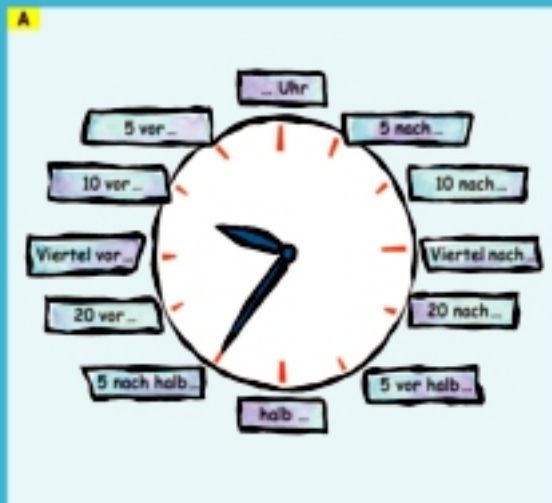 A
... Uhr
5 vor...
5 nach...
10 vor...
10 nach...
Viertel vor...
Viertel nach...
20 vor...
20 nach...
5 nach halb...
5 vor halb...
halb ...